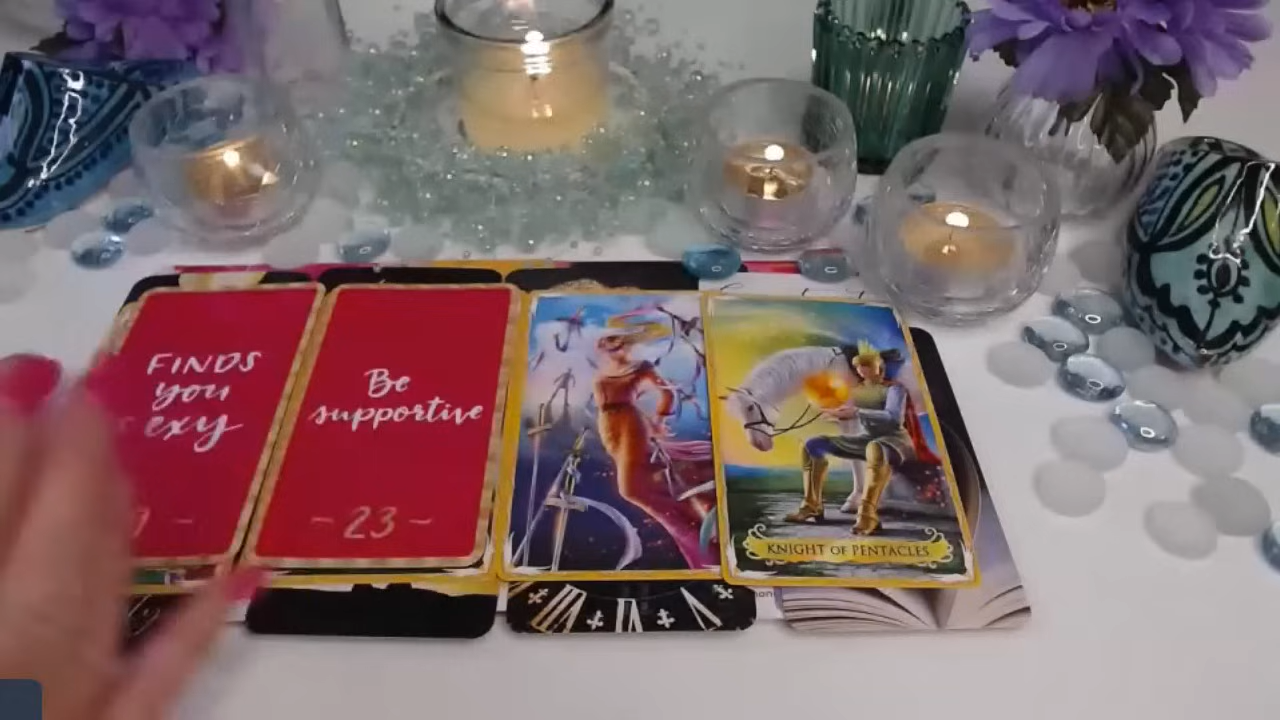 FINDS
you
exy
Be
supportive
~ 23 ~
KNIGHT OF PENTACLES